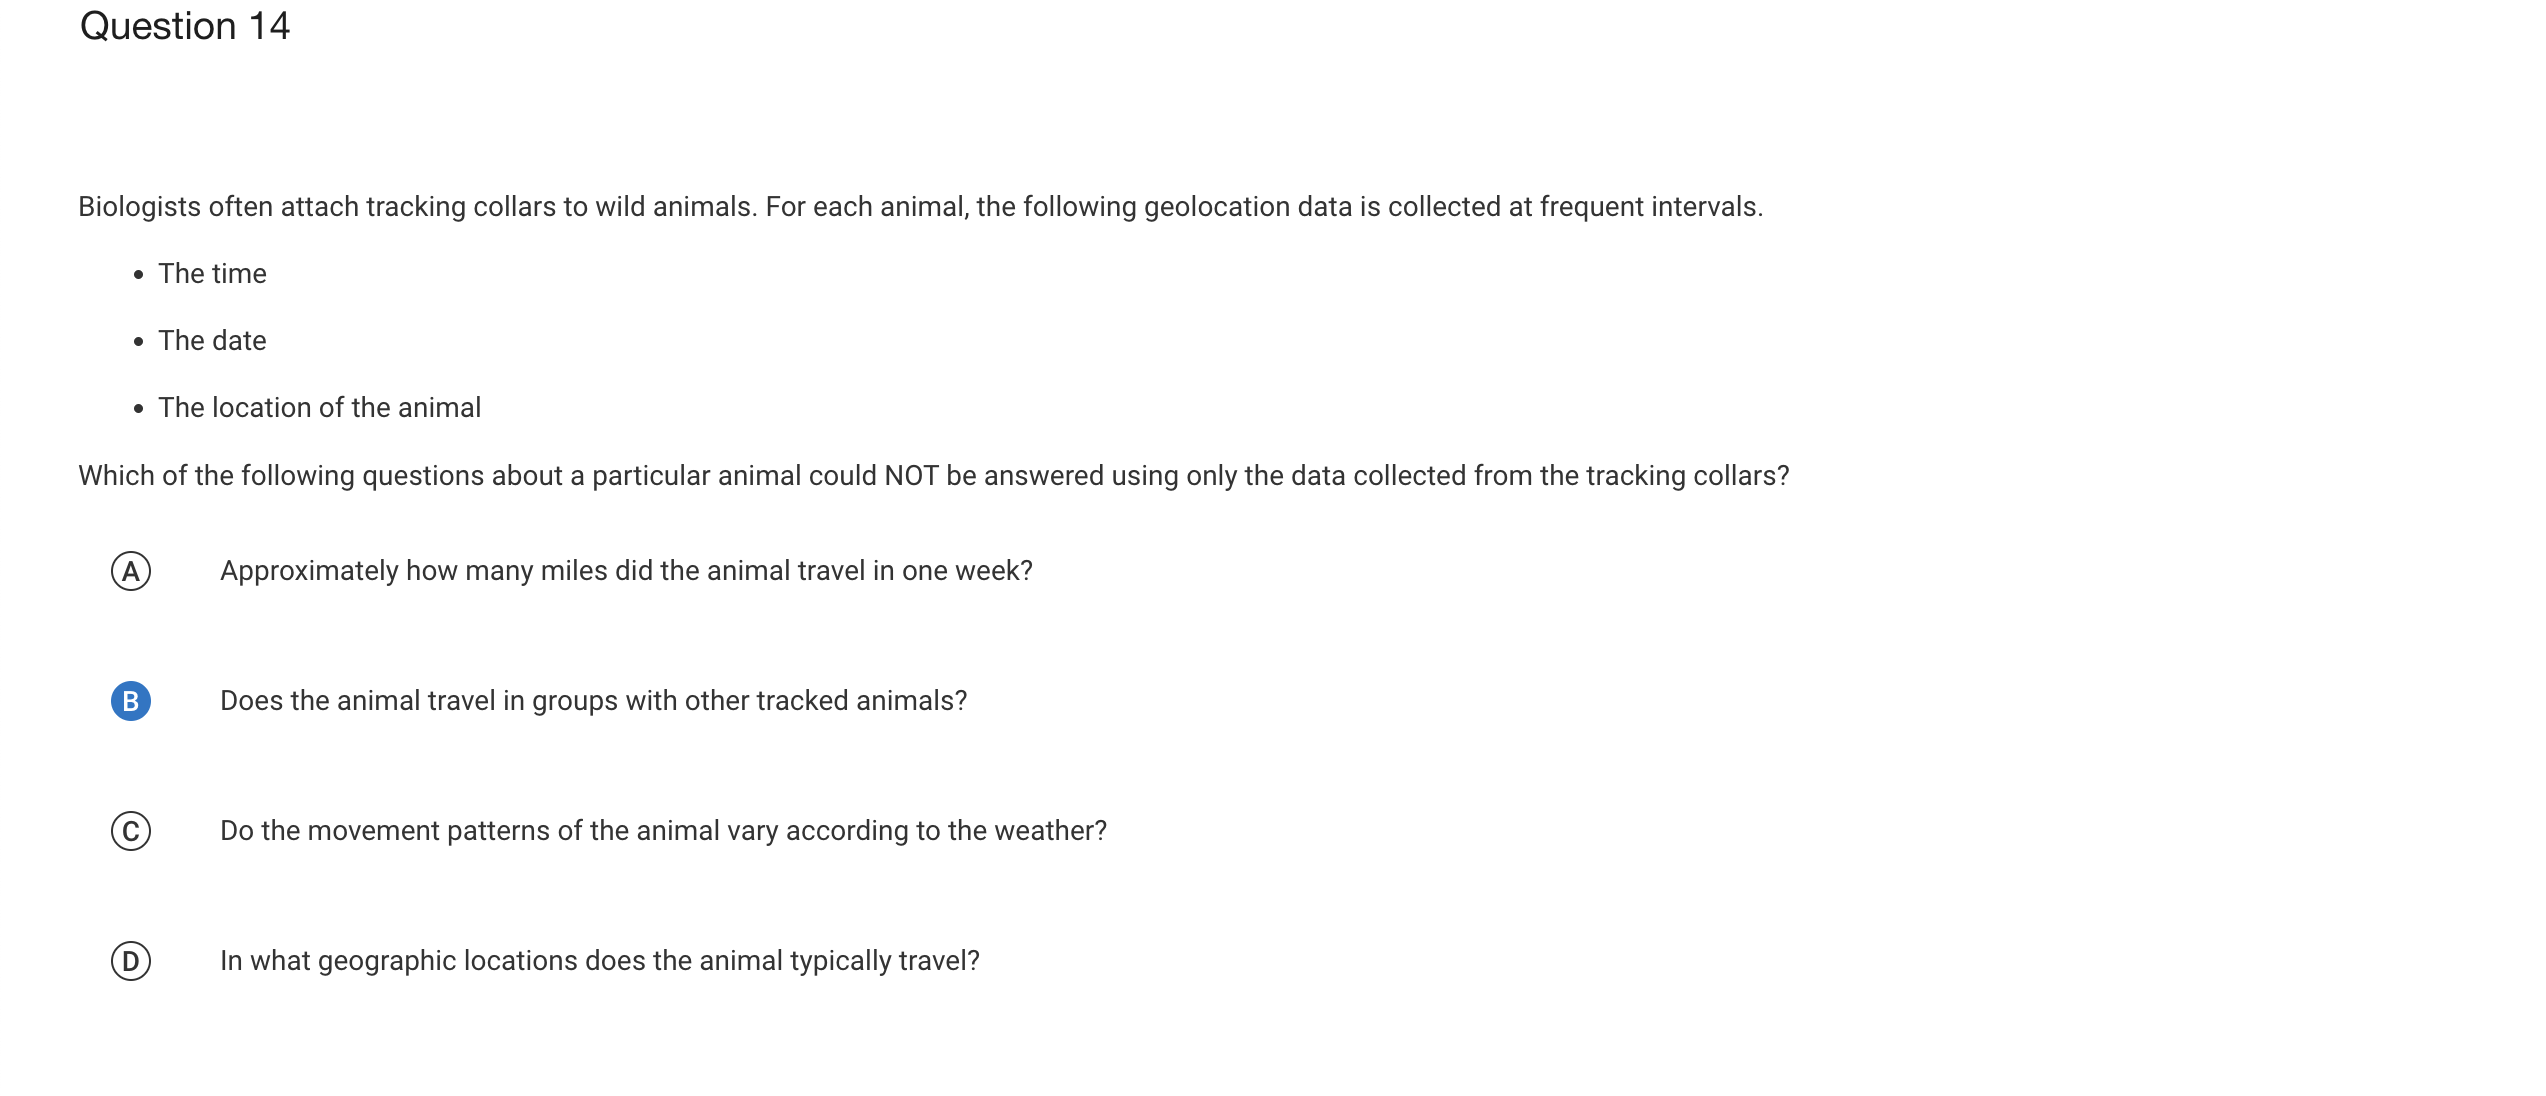 Question 14
Biologists often attach tracking collars to wild animals. For each animal, the following geolocation data is collected at frequent intervals.
• The time
• The date
• The location of the animal
Which of the following questions about a particular animal could NOT be answered using only the data collected from the tracking collars?
A Approximately how many miles did the animal travel in one week?
B Does the animal travel in groups with other tracked animals?
C Do the movement patterns of the animal vary according to the weather?
D In what geographic locations does the animal typically travel?